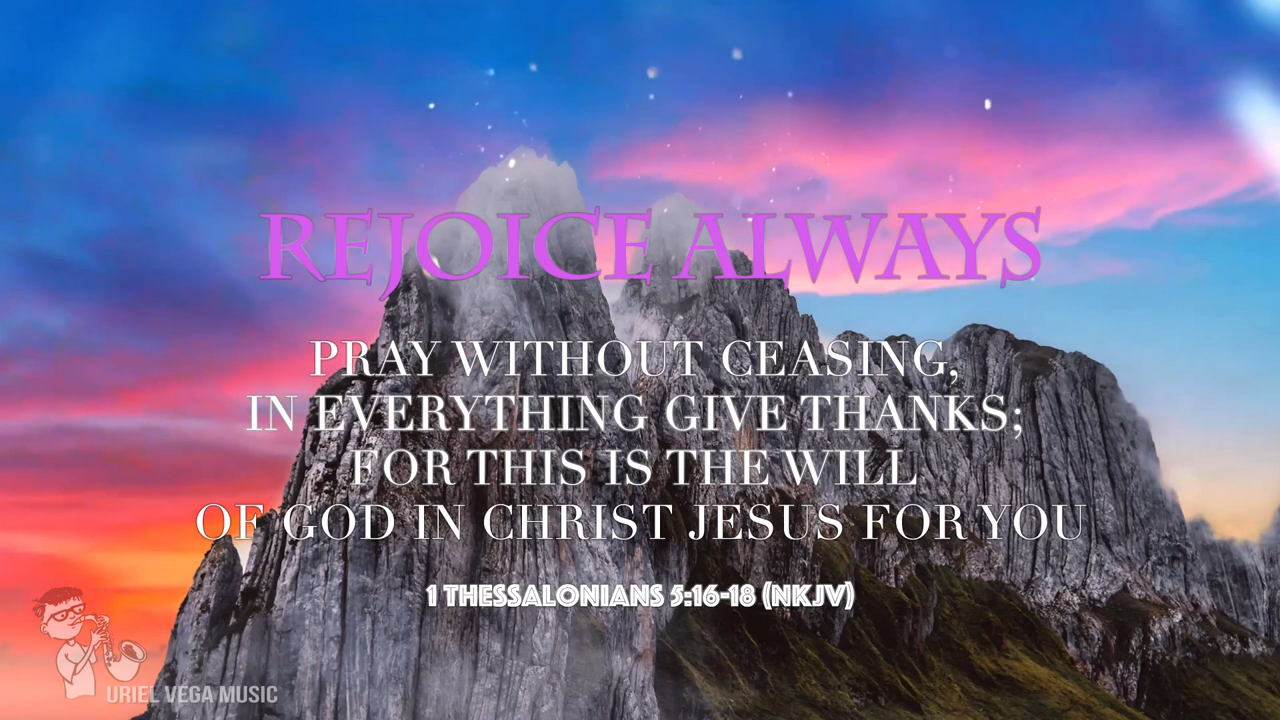 REJOICE ALWAYS
PRAY WITHOUT CEASING,
IN EVERYTHING GIVE THANKS;
FOR THIS IS THE WILL
OF GOD IN CHRIST JESUS FOR YOU
1 THESSALONIANS 5:16-18 (NKJV)
URIEL VEGA MUSIC